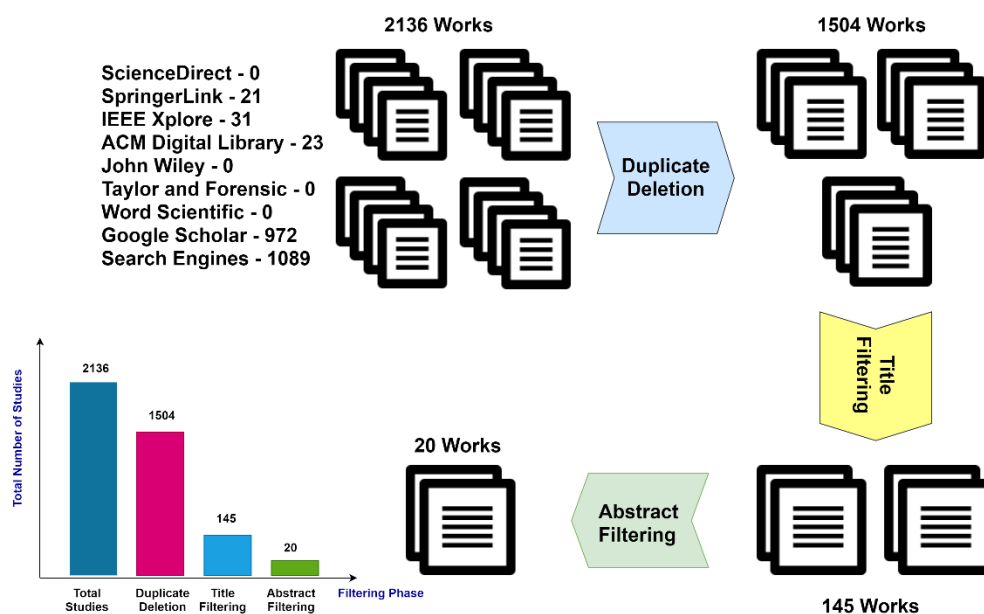 2136 Works
1504 Works
ScienceDirect - 0
SpringerLink - 21
IEEE Xplore - 31
ACM Digital Library - 23
John Wiley - 0
Taylor and Forensic - 0
Word Scientific - 0
Google Scholar - 972
Search Engines - 1089
Duplicate
Deletion
Title
Filtering
Total Number of Studies
2136
1504
145
20
Total
Studies
Duplicate
Deletion
Title
Filtering
Abstract
Filtering
Filtering Phase
20 Works
Abstract
Filtering
145 Works